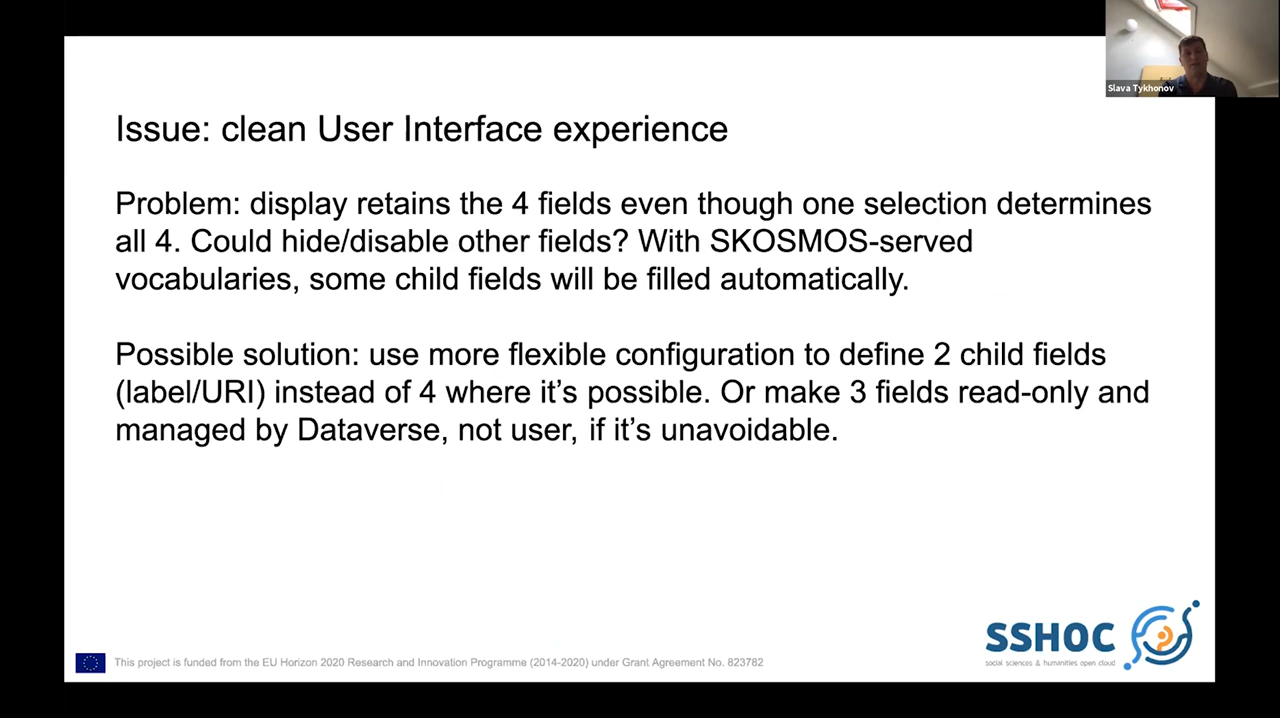 Slava Tykhonov
Issue: clean User Interface experience
Problem: display retains the 4 fields even though one selection determines
all 4. Could hide/disable other fields? With SKOSMOS-served
vocabularies, some child fields will be filled automatically.
Possible solution: use more flexible configuration to define 2 child fields
(label/URI) instead of 4 where it’s possible. Or make 3 fields read-only and
managed by Dataverse, not user, if it’s unavoidable.
SSHOC
social sciences & humanities open cloud
This project is funded from the EU Horizon 2020 Research and Innovation Programme (2014-2020) under Grant Agreement No. 823782